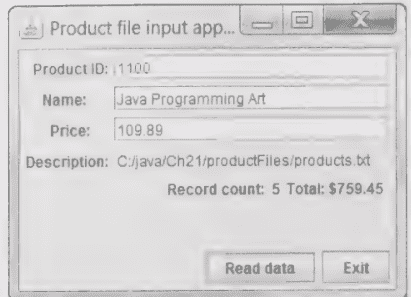 Product file input app...
Product ID: 1100
Name: Java Programming Art
Price: 109.89
Description: C:/java/Ch21/productFiles/products.txt
Record count: 5 Total: $759.45
Read data Exit